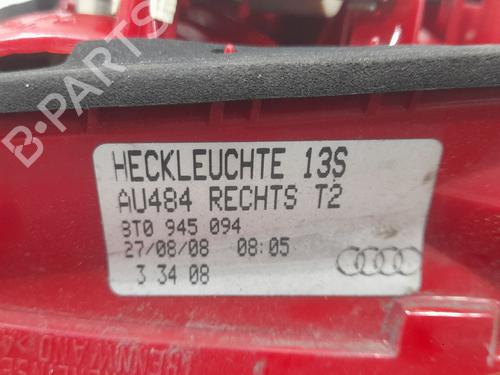 B-PARTS
HECKLEUCHTE 13S
AU484 RECHTS T2
8T0 945 094
27/08/08 08:05
3 34 08